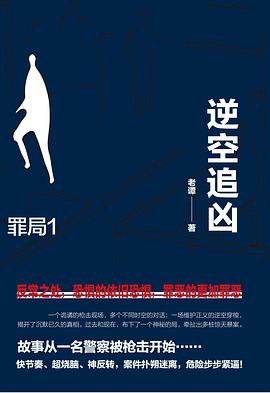 逆空追凶
老谭——著
罪局1
反常之处，恐惧的依旧恐惧，罪恶的更加罪恶
一个诡谲的枪击现场，多个不同时空的对话；一场维护正义的逆空穿梭，
揭开了沉默已久的真相。过去和现在，布下了一个神秘的局，牵扯出多桩惊天悬案。
故事从一名警察被枪击开始……
快节奏、超烧脑、神反转，案件扑朔迷离，危险步步紧逼！